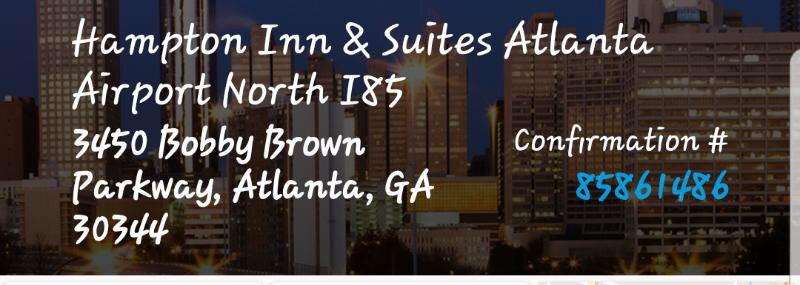 Hampton Inn & Suites Atlanta
Airport North I85
3450 Bobby Brown
Parkway, Atlanta, GA
30344
Confirmation #
85861486